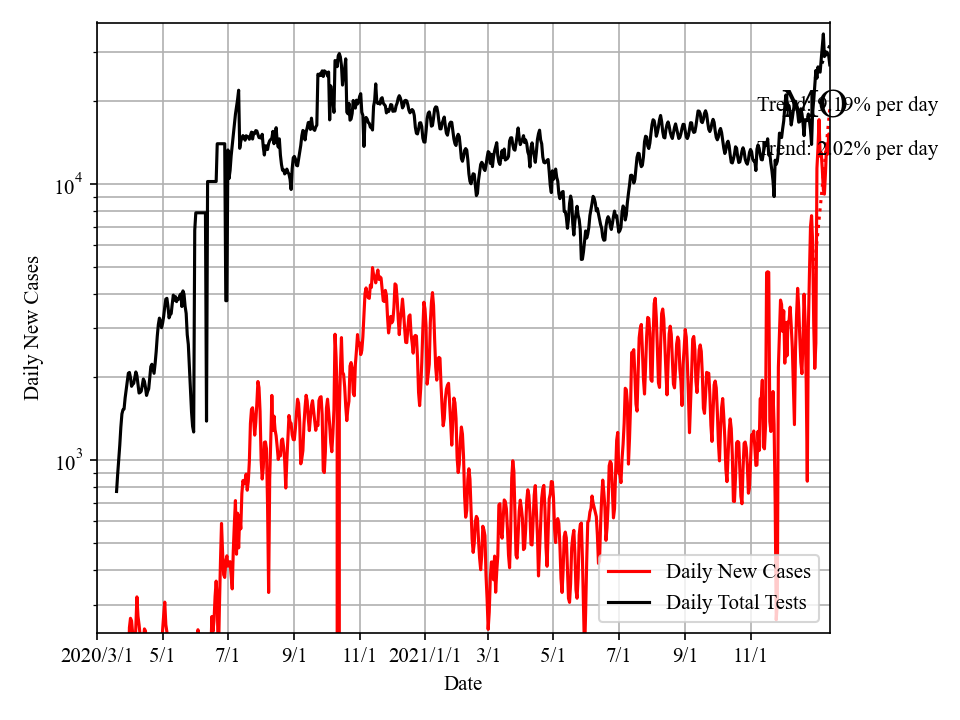 MO
Trend: 9.19% per day
Trend: 2.02% per day
10^4
10^3
Daily New Cases
Daily New Cases
Daily Total Tests
2020/3/1 5/1 7/1 9/1 11/1 2021/1/1 3/1 5/1 7/1 9/1 11/1
Date